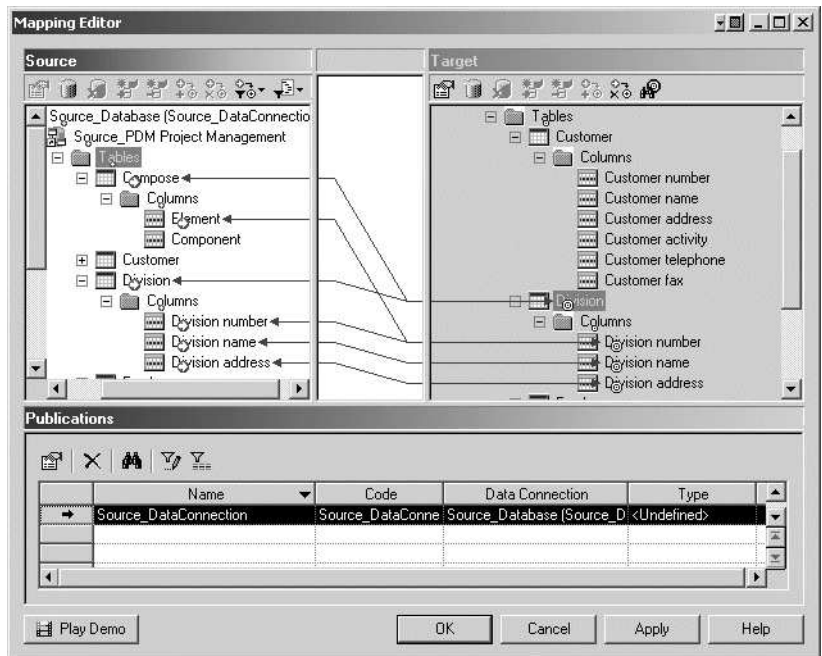 Mapping Editor
Source
Target
Source_Database (Source_DataConnectio
Source_PDM Project Management
Tables
Compose
Columns
Element
Component
Customer
Division
Columns
Division number
Division name
Division address
Tables
Customer
Columns
Customer number
Customer name
Customer address
Customer activity
Customer telephone
Customer fax
Division
Columns
Division number
Division name
Division address
Publications
Name Code Data Connection Type
Source_DataConnection Source_DataConne Source_Database (Source_D <Undefined>
Play Demo OK Cancel Apply Help